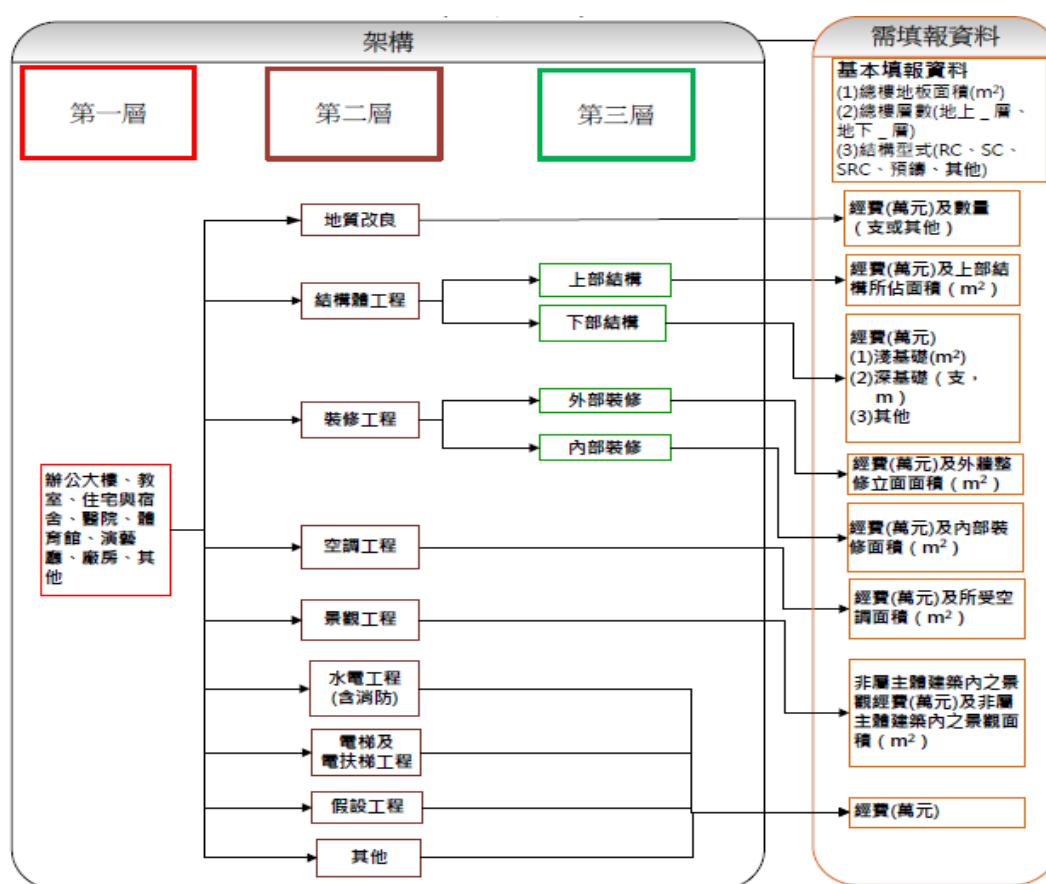 架構
需填報資料
第一層
第二層
第三層
基本填報資料
(1)總樓地板面積(m²)
(2)總樓層數(地上 _ 層、
地下 _ 層)
(3)結構型式(RC、SC、
SRC、預鑄、其他)
地質改良
經費(萬元)及數量
(支或其他)
結構體工程
上部結構
下部結構
經費(萬元)及上部結
構所佔面積(m²)
經費(萬元)
(1)淺基礎(m²)
(2)深基礎(支,
m)
(3)其他
裝修工程
外部裝修
內部裝修
經費(萬元)及外牆整
修立面面積(m²)
經費(萬元)及內部裝
修面積(m²)
辦公大樓、教
室、住宅與宿
舍、醫院、體
育館、演藝
廳、廠房、其
他
空調工程
經費(萬元)及所受空
調面積(m²)
景觀工程
非屬主體建築內之景
觀經費(萬元)及非屬
主體建築內之景觀面
積(m²)
水電工程
(含消防)
電梯及
電扶梯工程
假設工程
其他
經費(萬元)